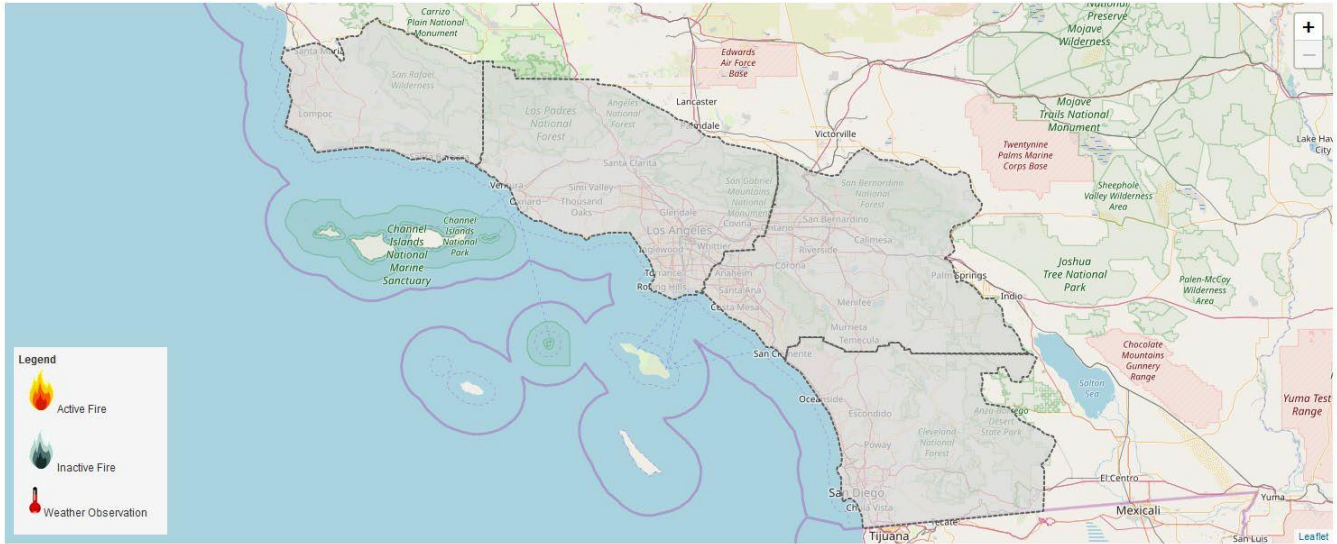 Carrizo
Plain National
Monument
National
Preserve
Mojave
Wilderness
+
−
Santa Maria
San Rafael
Wilderness
Edwards
Air Force
Base
Lompoc
Los Padres
National
Forest
Angeles
National
Forest
Lancaster
Palmdale
Victorville
Mojave
Trails National
Monument
Twentynine
Palms Marine
Corps Base
Lake Hav
City
Santa Clarita
Ventura
Oxnard
Simi Valley
Thousand
Oaks
San Gabriel
Mountains
National
Monument
Covina
Glendale
Los Angeles
Inglewood
Whittier
Torrance
Rolling Hills
San Bernardino
National
Forest
San Bernardino
Ontario
Riverside
Calimesa
Corona
Anaheim
Santa Ana
Costa Mesa
Palm Springs
Indio
Sheephole
Valley Wilderness
Area
Joshua
Tree National
Park
Palen-McCoy
Wilderness
Area
Channel
Islands
National
Marine
Sanctuary
Channel
Islands
National
Park
Menifee
Murrieta
Temecula
San Clemente
Chocolate
Mountains
Gunnery
Range
Salton
Sea
Yuma Test
Range
Oceanside
Escondido
Anza-Borrego
Desert
State Park
Cleveland
National
Forest
Poway
San Diego
Chula Vista
El Centro
Mexicali
Yuma
San Luis
Tijuana
Tecate
Legend
Active Fire
Inactive Fire
Weather Observation
Leaflet